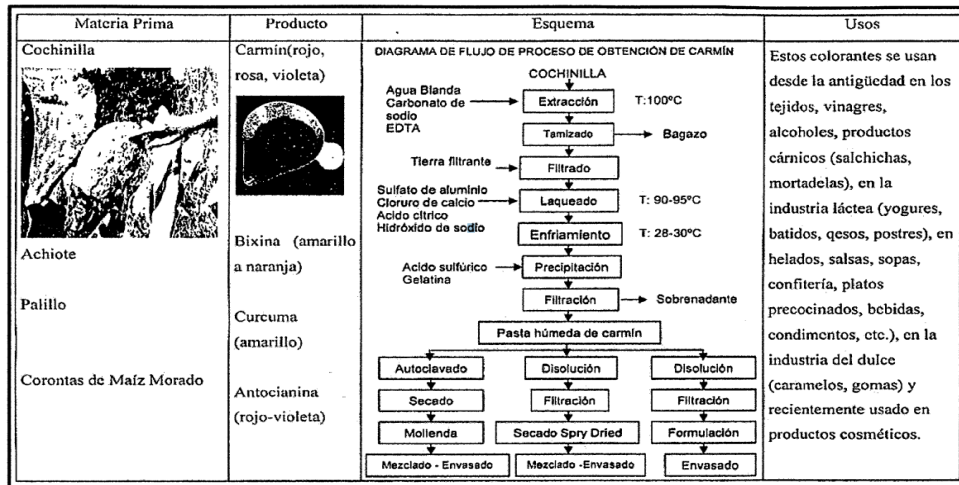 Materia Prima
Producto
Esquema
Usos
Cochinilla
Achiote
Palillo
Corontas de Maíz Morado
Carmín(rojo,
rosa, violeta)
Bixina (amarillo
a naranja)
Curcuma
(amarillo)
Antocianina
(rojo-violeta)
DIAGRAMA DE FLUJO DE PROCESO DE OBTENCIÓN DE CARMÍN
COCHINILLA
Agua Blanda
Carbonato de
sodio
EDTA
Extracción
T:100ºC
Tamizado
Bagazo
Tierra filtrante
Filtrado
Sulfato de aluminio
Cloruro de calcio
Acido cítrico
Hidróxido de sodio
Laqueado
T: 90-95ºC
Enfriamiento
T: 28-30ºC
Acido sulfúrico
Gelatina
Precipitación
Filtración
Sobrenadante
Pasta húmeda de carmín
Autoclavado
Disolución
Disolución
Secado
Filtración
Filtración
Mollenda
Secado Spry Dried
Formulación
Mezclado - Envasado
Mezclado -Envasado
Envasado
Estos colorantes se usan
desde la antigüedad en los
tejidos, vinagres,
alcoholes, productos
cárnicos (salchichas,
mortadelas), en la
industria láctea (yogures,
batidos, qesos, postres), en
helados, salsas, sopas,
confitería, platos
precocinados, bebidas,
condimentos, etc.), en la
industria del dulce
(caramelos, gomas) y
recientemente usado en
productos cosméticos.